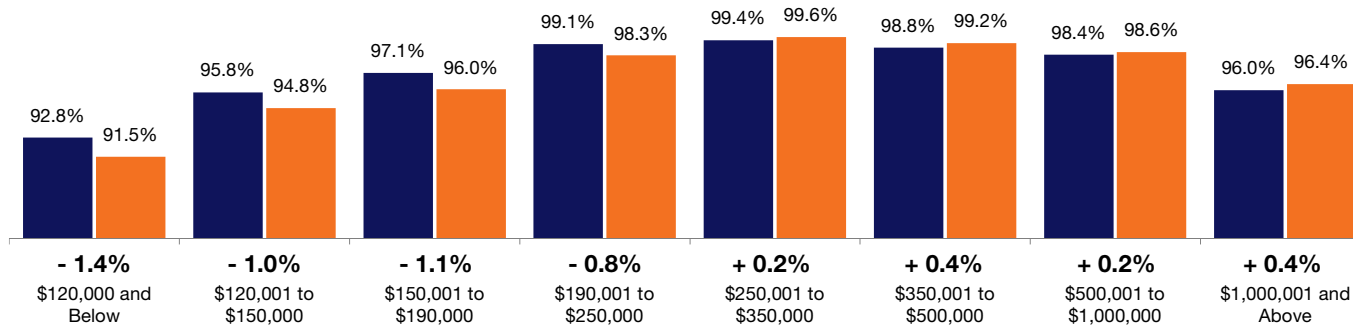 92.8% 91.5%
95.8% 94.8%
97.1% 96.0%
99.1% 98.3%
99.4% 99.6%
98.8% 99.2%
98.4% 98.6%
96.0% 96.4%
- 1.4%
$120,000 and
Below
- 1.0%
$120,001 to
$150,000
- 1.1%
$150,001 to
$190,000
- 0.8%
$190,001 to
$250,000
+ 0.2%
$250,001 to
$350,000
+ 0.4%
$350,001 to
$500,000
+ 0.2%
$500,001 to
$1,000,000
+ 0.4%
$1,000,001 and
Above